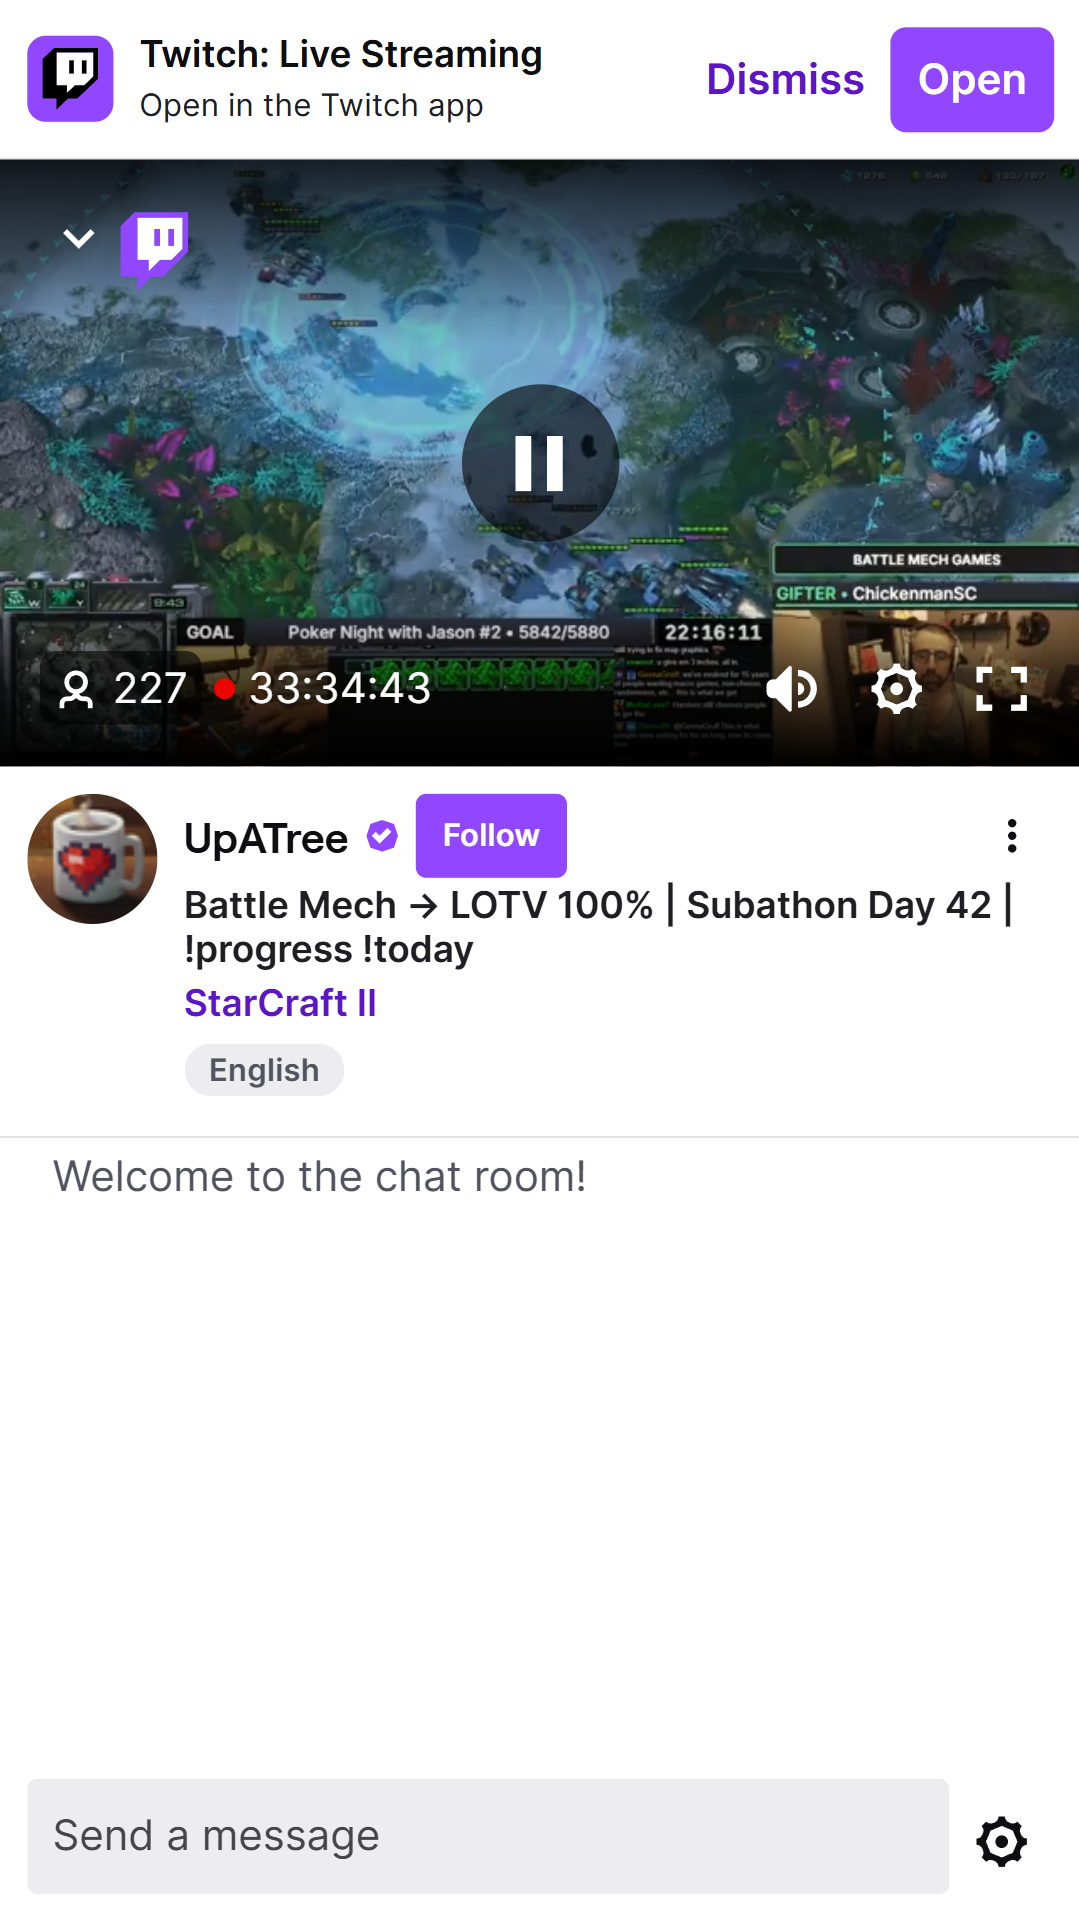 Twitch: Live Streaming
Open in the Twitch app
Dismiss
Open
BATTLE MECH GAMES
GIFTER • ChickenmanSC
9:43
GOAL
Poker Night with Jason #2 • 5842/5880
22:16:11
227
33:34:43
UpATree
Follow
Battle Mech → LOTV 100% | Subathon Day 42 |
!progress !today
StarCraft II
English
Welcome to the chat room!
Send a message